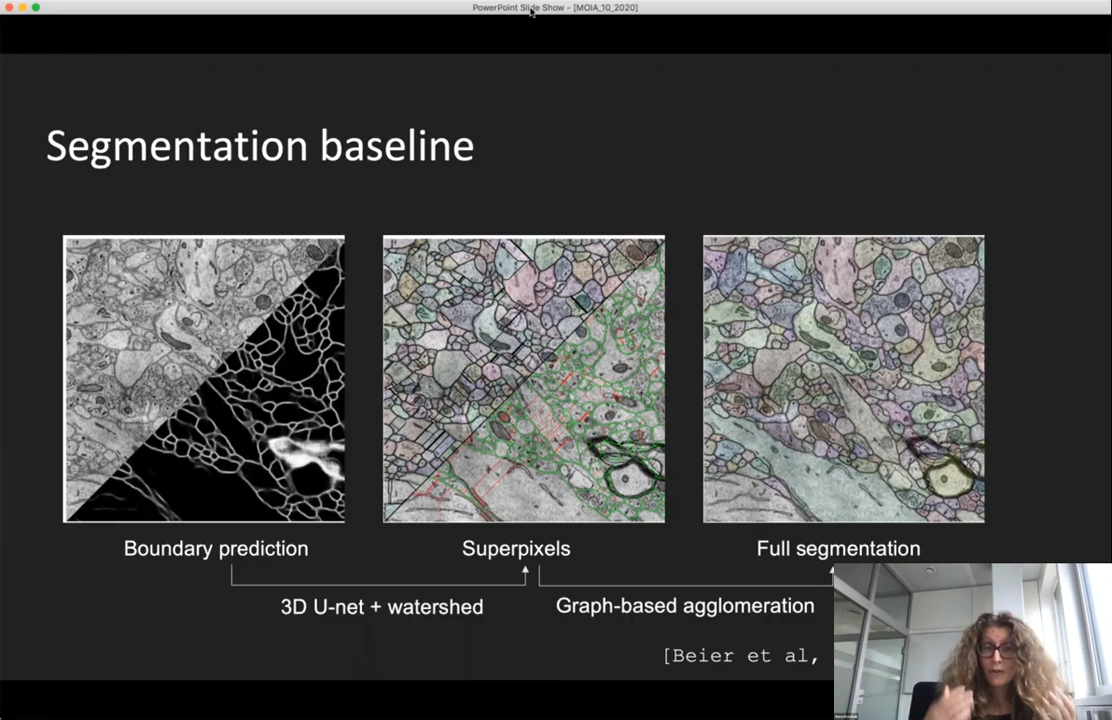 PowerPoint Slide Show - [MOIA_10_2020]
Segmentation baseline
Boundary prediction
Superpixels
Full segmentation
3D U-net + watershed
Graph-based agglomeration
[Beier et al,